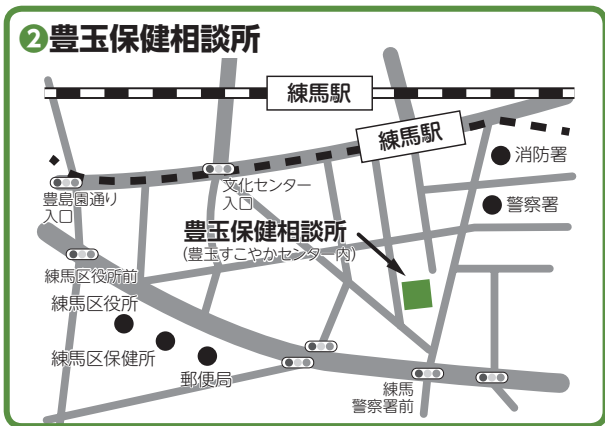 ❷豊玉保健相談所
練馬駅
練馬駅
消防署
文化センター
入口
豊島園通り
入口
警察署
豊玉保健相談所
(豊玉すこやかセンター内)
練馬区役所前
練馬区役所
練馬区保健所
郵便局
練馬
警察署前